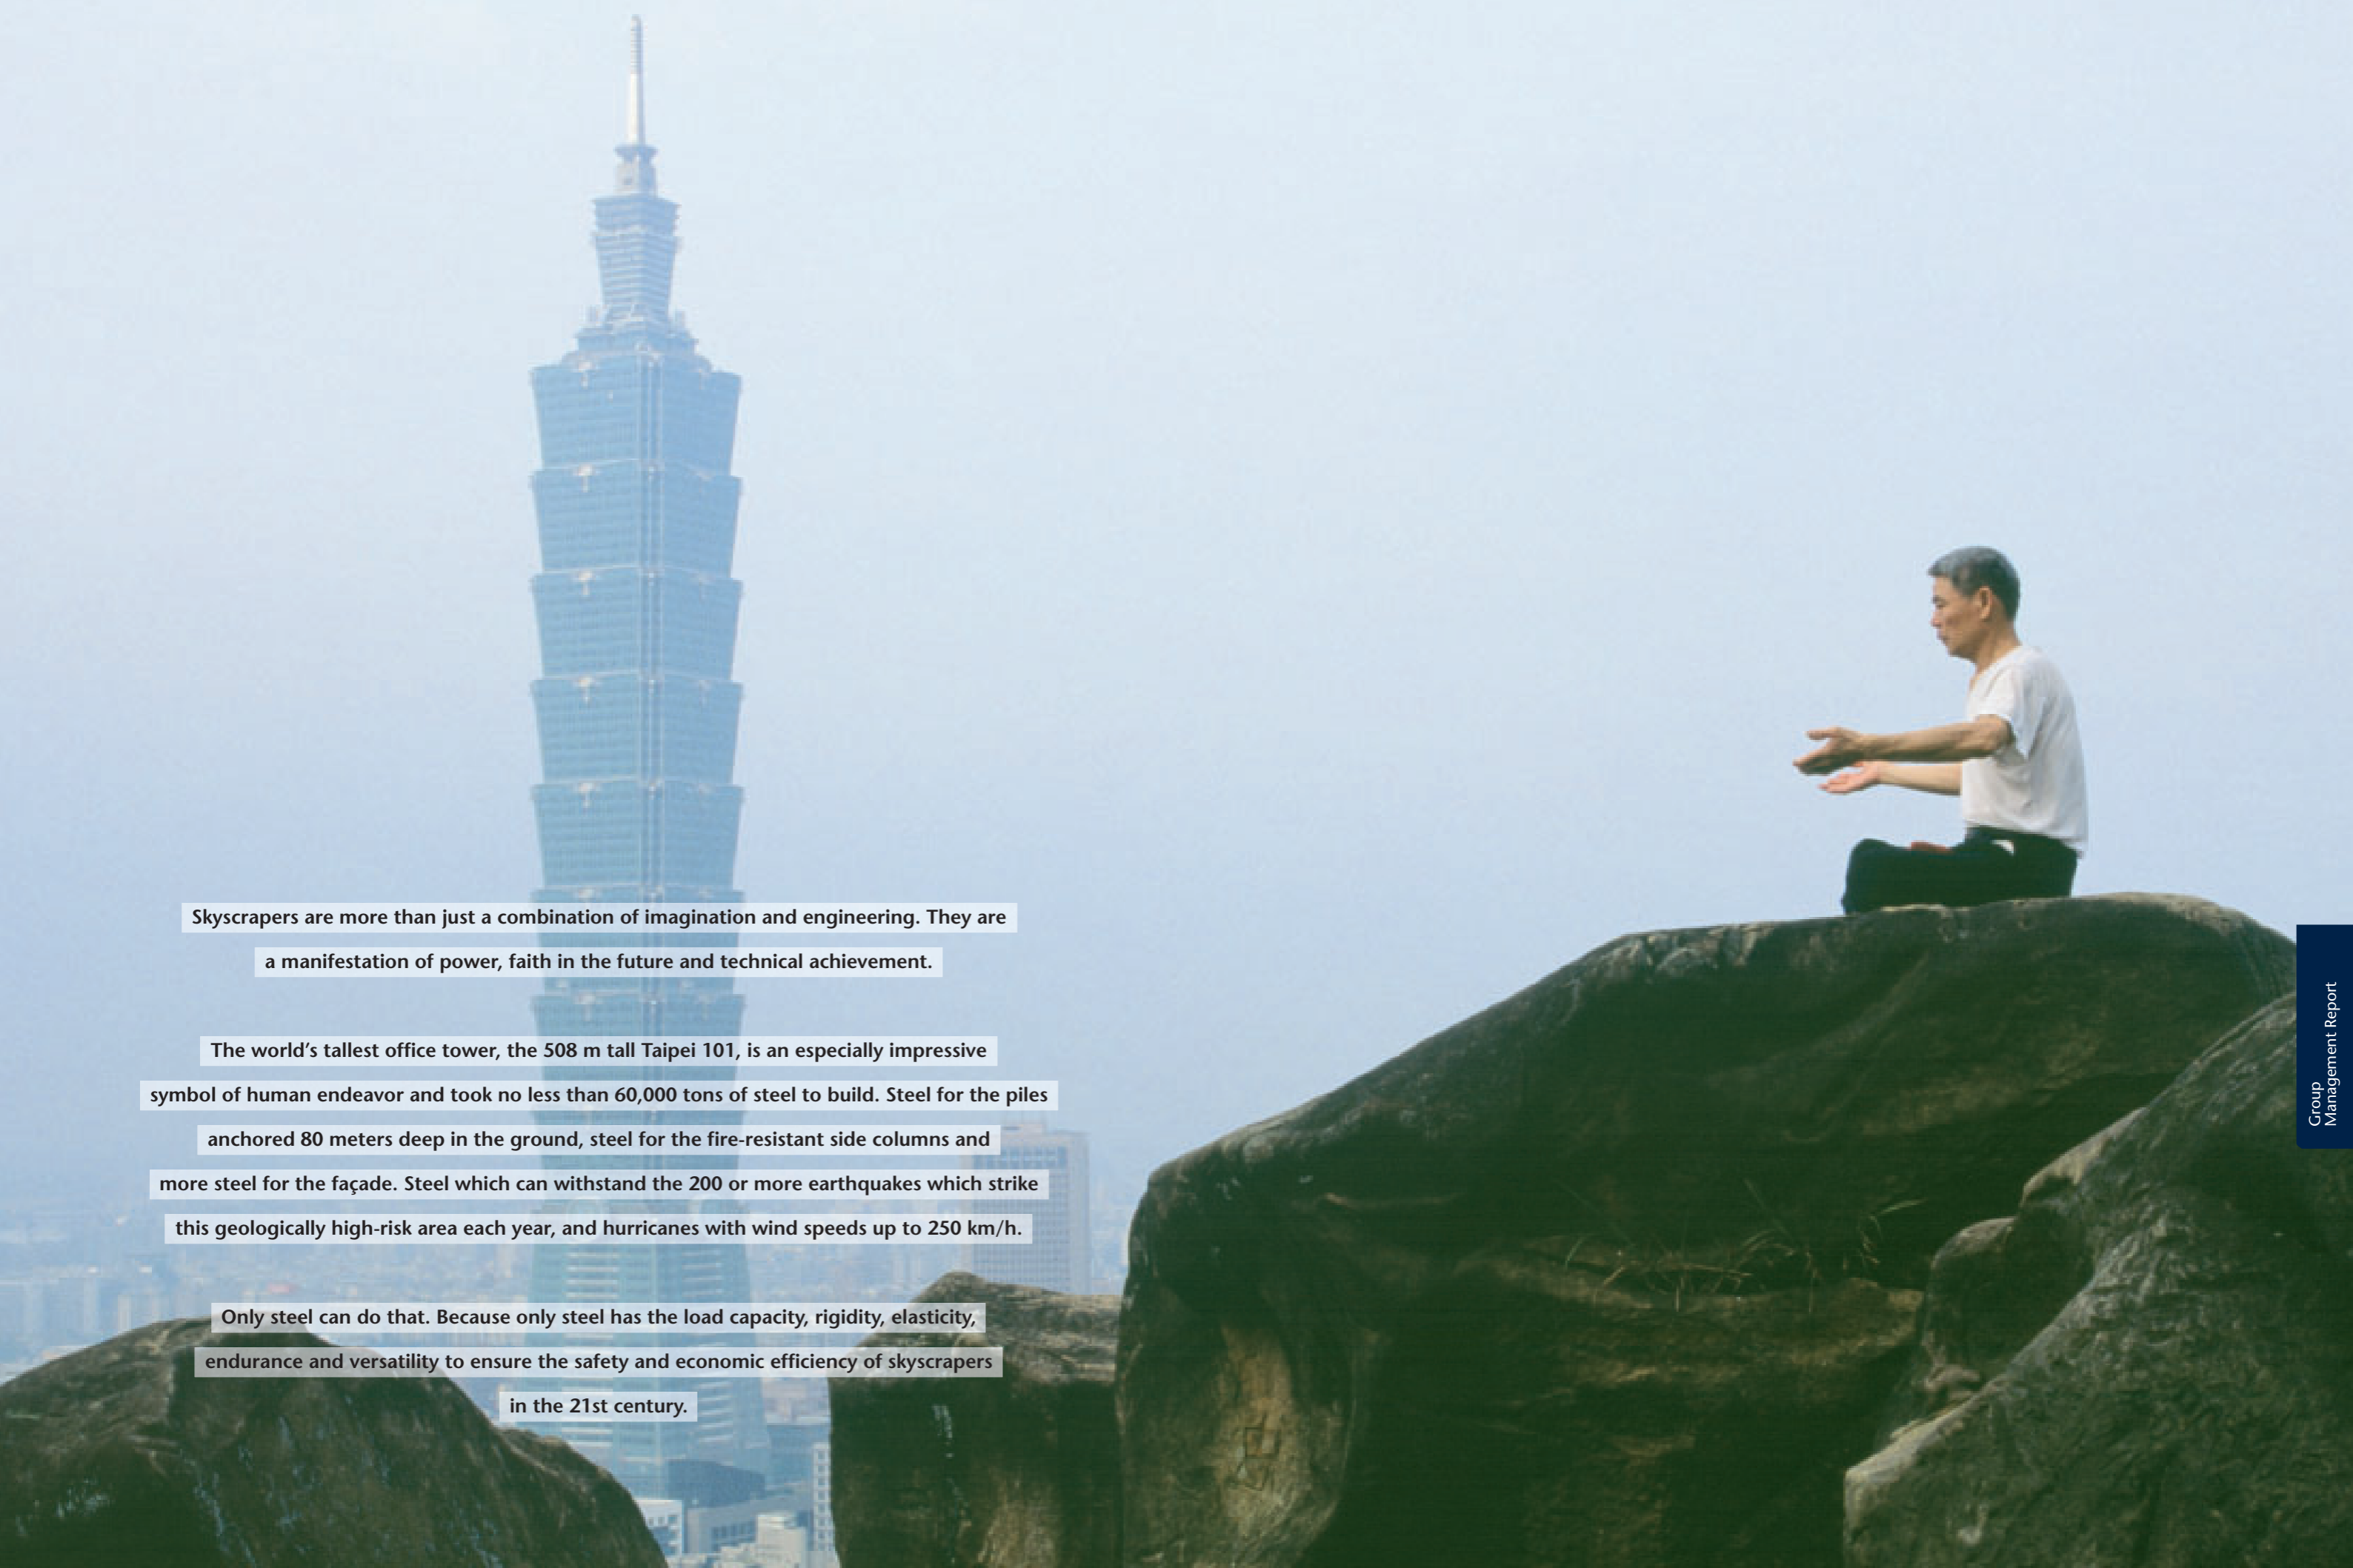 Skyscrapers are more than just a combination of imagination and engineering. They are
a manifestation of power, faith in the future and technical achievement.
The world’s tallest office tower, the 508 m tall Taipei 101, is an especially impressive
symbol of human endeavor and took no less than 60,000 tons of steel to build. Steel for the piles
anchored 80 meters deep in the ground, steel for the fire-resistant side columns and
more steel for the façade. Steel which can withstand the 200 or more earthquakes which strike
this geologically high-risk area each year, and hurricanes with wind speeds up to 250 km/h.
Only steel can do that. Because only steel has the load capacity, rigidity, elasticity,
endurance and versatility to ensure the safety and economic efficiency of skyscrapers
in the 21st century.
Group
Management Report